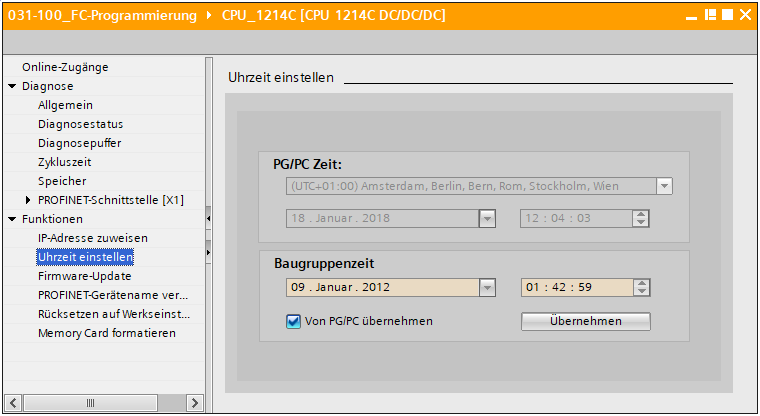 031-100_FC-Programmierung ▸ CPU_1214C [CPU 1214C DC/DC/DC]
Online-Zugänge
Diagnose
Allgemein
Diagnosestatus
Diagnosepuffer
Zykluszeit
Speicher
PROFINET-Schnittstelle [X1]
Funktionen
IP-Adresse zuweisen
Uhrzeit einstellen
Firmware-Update
PROFINET-Gerätename ver...
Rücksetzen auf Werkseinst...
Memory Card formatieren
Uhrzeit einstellen
PG/PC Zeit:
(UTC+01:00) Amsterdam, Berlin, Bern, Rom, Stockholm, Wien
18 . Januar . 2018 12 : 04 : 03
Baugruppenzeit
09 . Januar . 2012 01 : 42 : 59
Von PG/PC übernehmen Übernehmen